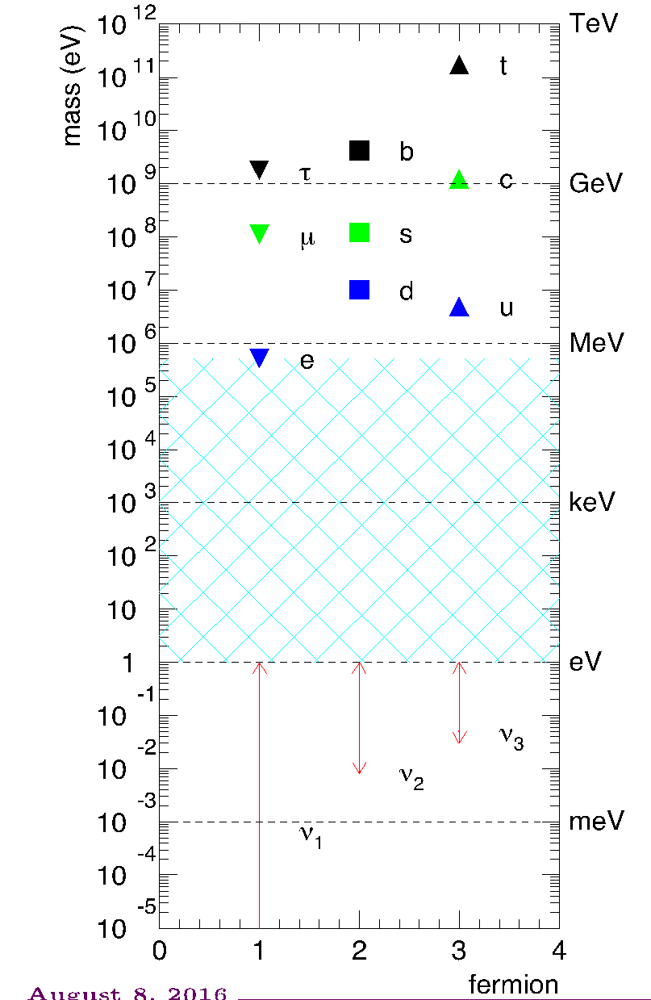 mass (eV)
10 12
TeV
10 11
t
10 10
b
τ
10 9
c
GeV
10 8
μ
s
10 7
d
u
10 6
MeV
e
10 5
10 4
10 3
keV
10 2
10
1
eV
10 -1
ν3
10 -2
ν2
10 -3
meV
ν1
10 -4
10 -5
0 1 2 3 4
fermion
August 8, 2016